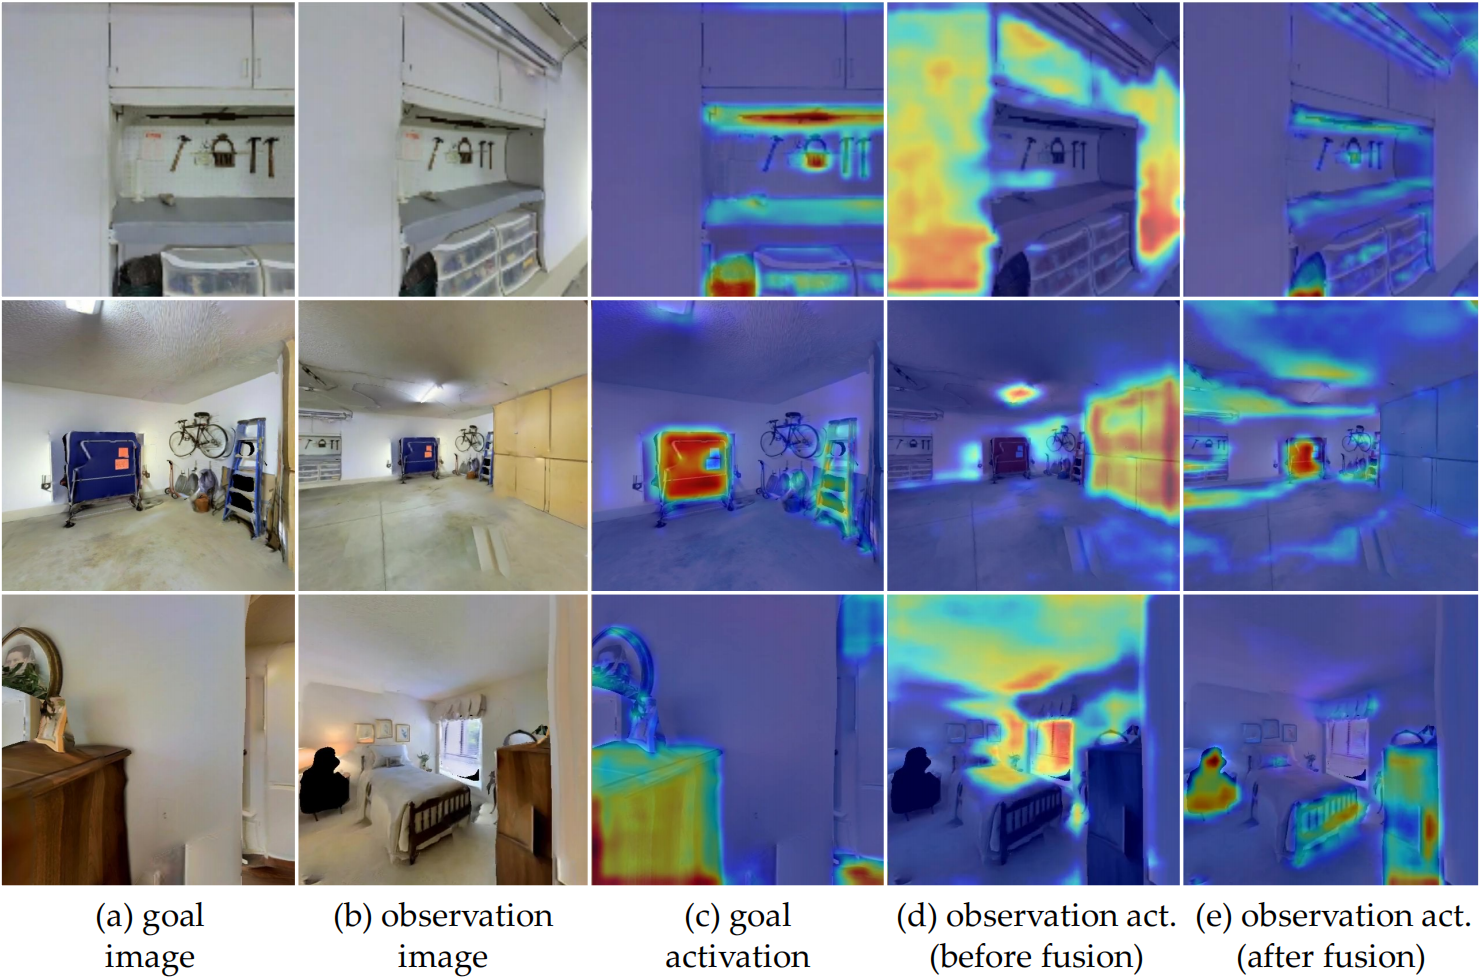 (a) goal
image
(b) observation
image
(c) goal
activation
(d) observation act.
(before fusion)
(e) observation act.
(after fusion)